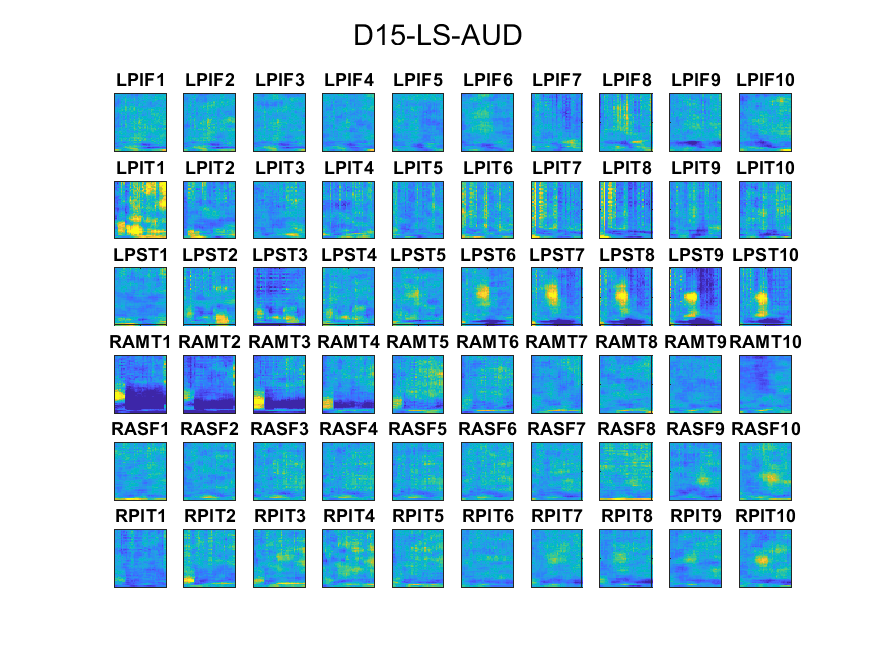 D15-LS-AUD
LPIF1 LPIF2 LPIF3 LPIF4 LPIF5 LPIF6 LPIF7 LPIF8 LPIF9 LPIF10
LPIT1 LPIT2 LPIT3 LPIT4 LPIT5 LPIT6 LPIT7 LPIT8 LPIT9 LPIT10
LPST1 LPST2 LPST3 LPST4 LPST5 LPST6 LPST7 LPST8 LPST9 LPST10
RAMT1 RAMT2 RAMT3 RAMT4 RAMT5 RAMT6 RAMT7 RAMT8 RAMT9 RAMT10
RASF1 RASF2 RASF3 RASF4 RASF5 RASF6 RASF7 RASF8 RASF9 RASF10
RPIT1 RPIT2 RPIT3 RPIT4 RPIT5 RPIT6 RPIT7 RPIT8 RPIT9 RPIT10